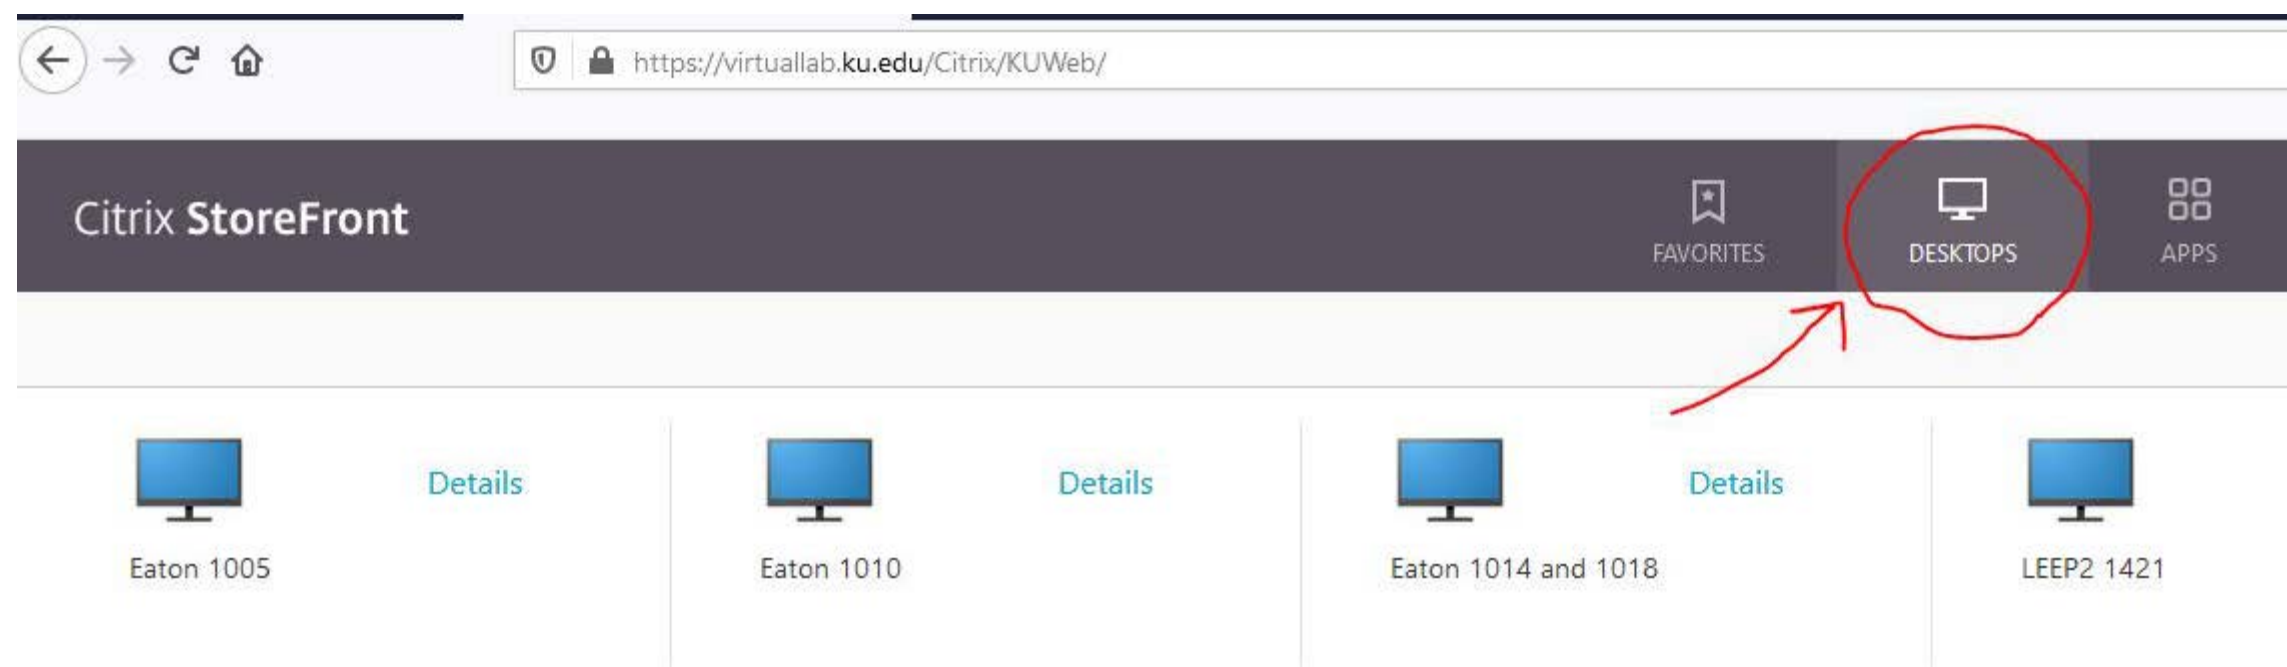 https://virtuallab.ku.edu/Citrix/KUWeb/
Citrix StoreFront
FAVORITES
DESKTOPS
APPS
Details
Details
Details
Eaton 1005
Eaton 1010
Eaton 1014 and 1018
LEEP2 1421